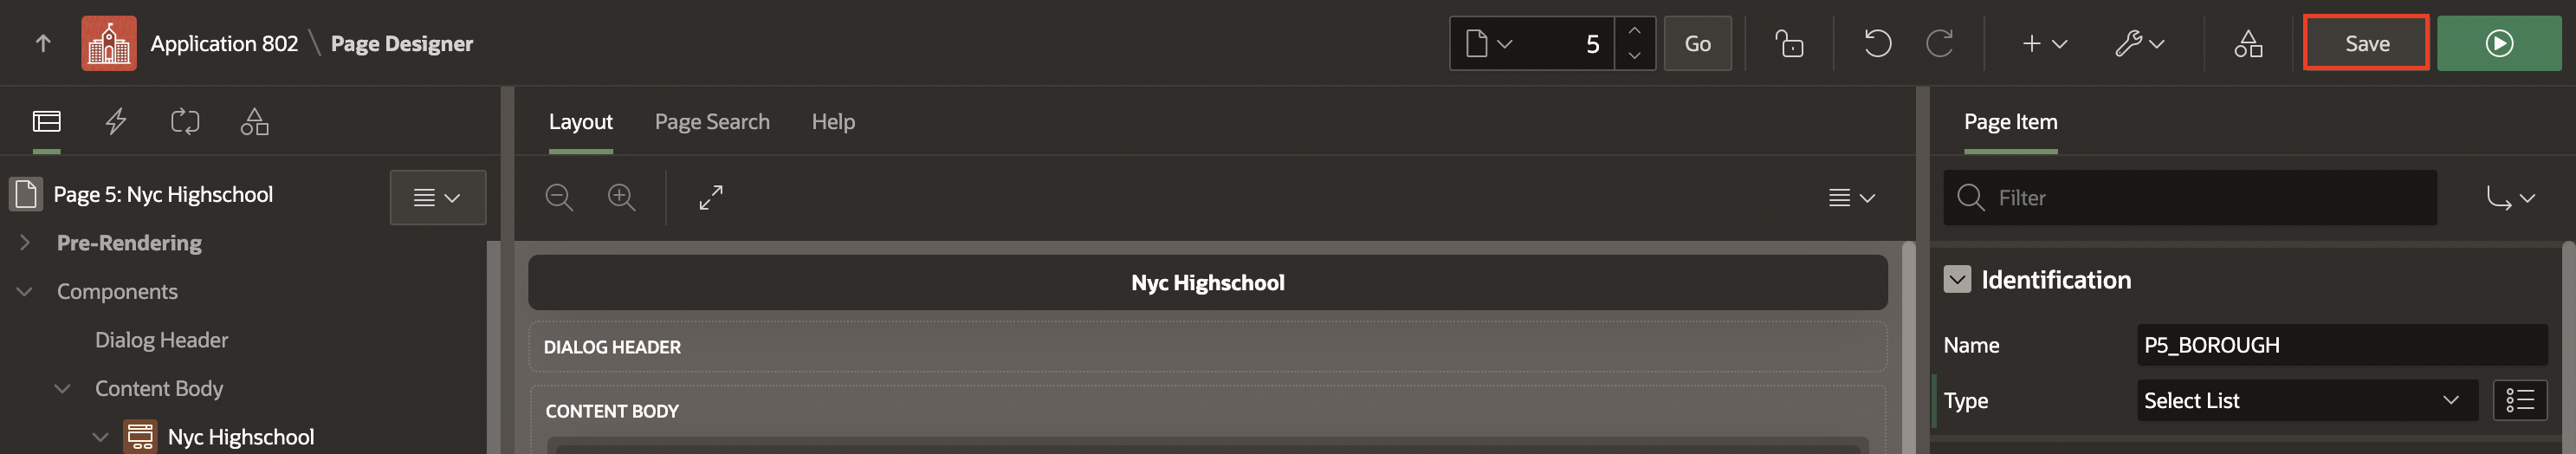 Application 802 \ Page Designer
5
Go
Save
Layout
Page Search
Help
Page Item
Page 5: Nyc Highschool
Filter
Pre-Rendering
Components
Dialog Header
Content Body
Nyc Highschool
Nyc Highschool
DIALOG HEADER
CONTENT BODY
Identification
Name
P5_BOROUGH
Type
Select List